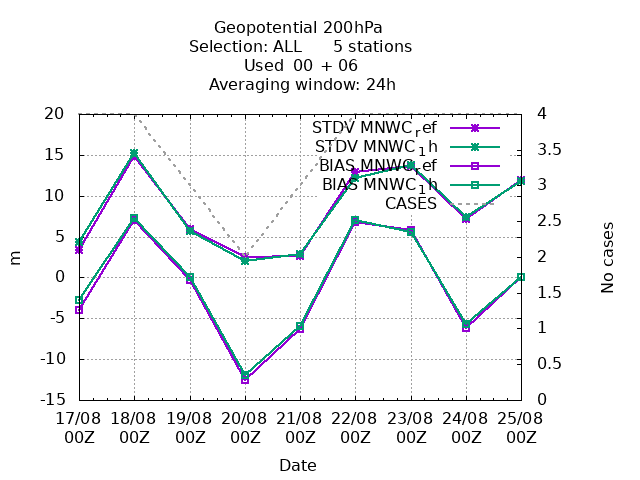 Geopotential 200hPa
Selection: ALL 5 stations
Used 00 + 06
Averaging window: 24h
STDV MNWC_ref
STDV MNWC_1h
BIAS MNWC_ref
BIAS MNWC_1h
CASES
20
15
10
5
0
-5
-10
-15
m
4
3.5
3
2.5
2
1.5
1
0.5
0
No cases
17/08 18/08 19/08 20/08 21/08 22/08 23/08 24/08 25/08
00Z 00Z 00Z 00Z 00Z 00Z 00Z 00Z 00Z
Date